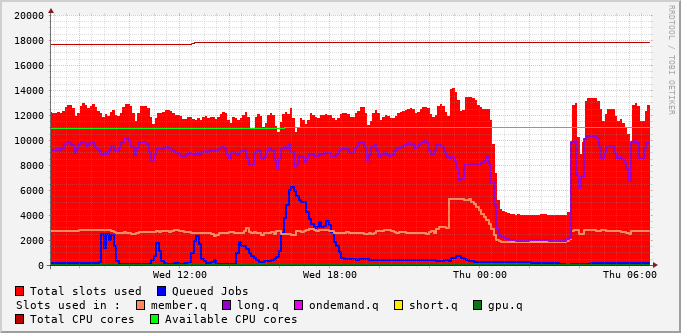 20000
18000
16000
14000
12000
10000
8000
6000
4000
2000
0
Wed 12:00 Wed 18:00 Thu 00:00 Thu 06:00
RRDTOOL / TOBI OETIKER
Total slots used Queued Jobs
Slots used in : member.q long.q ondemand.q short.q gpu.q
Total CPU cores Available CPU cores